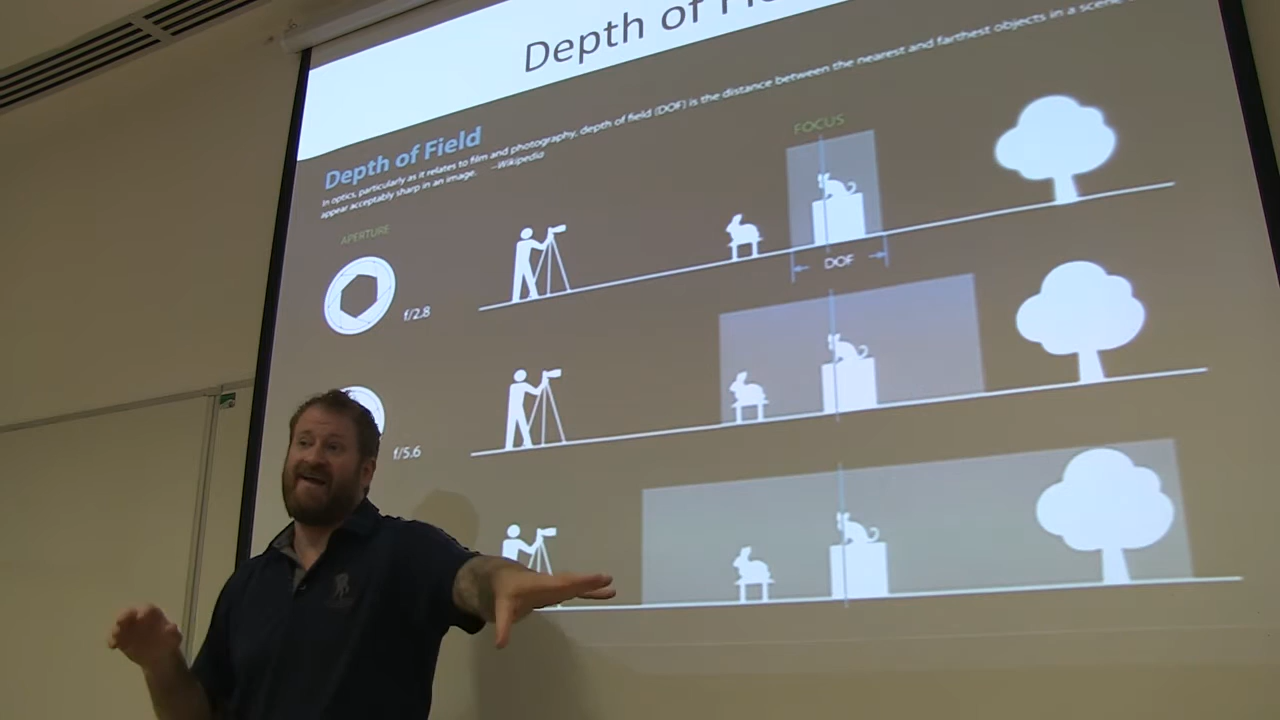 Depth of
Depth of Field
In optics, particularly as it relates to film and photography, depth of field (DOF) is the distance between the nearest and farthest objects in a scene
appear acceptably sharp in an image. —Wikipedia
FOCUS
APERTURE
DOF
f/2.8
f/5.6